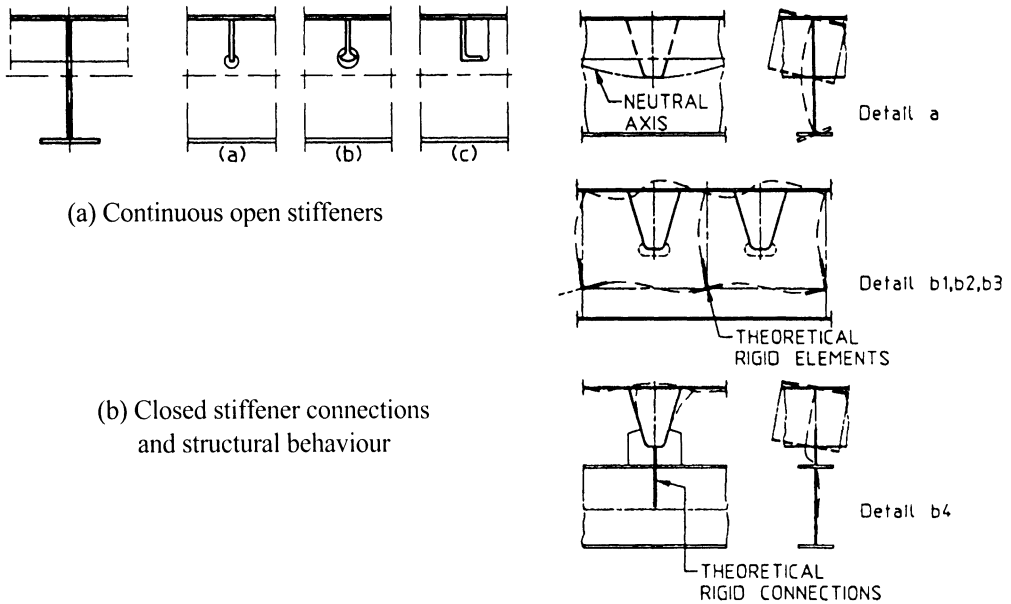 (a)
(b)
(c)
(a) Continuous open stiffeners
NEUTRAL
AXIS
Detail a
Detail b1,b2,b3
THEORETICAL
RIGID ELEMENTS
(b) Closed stiffener connections
and structural behaviour
Detail b4
THEORETICAL
RIGID CONNECTIONS